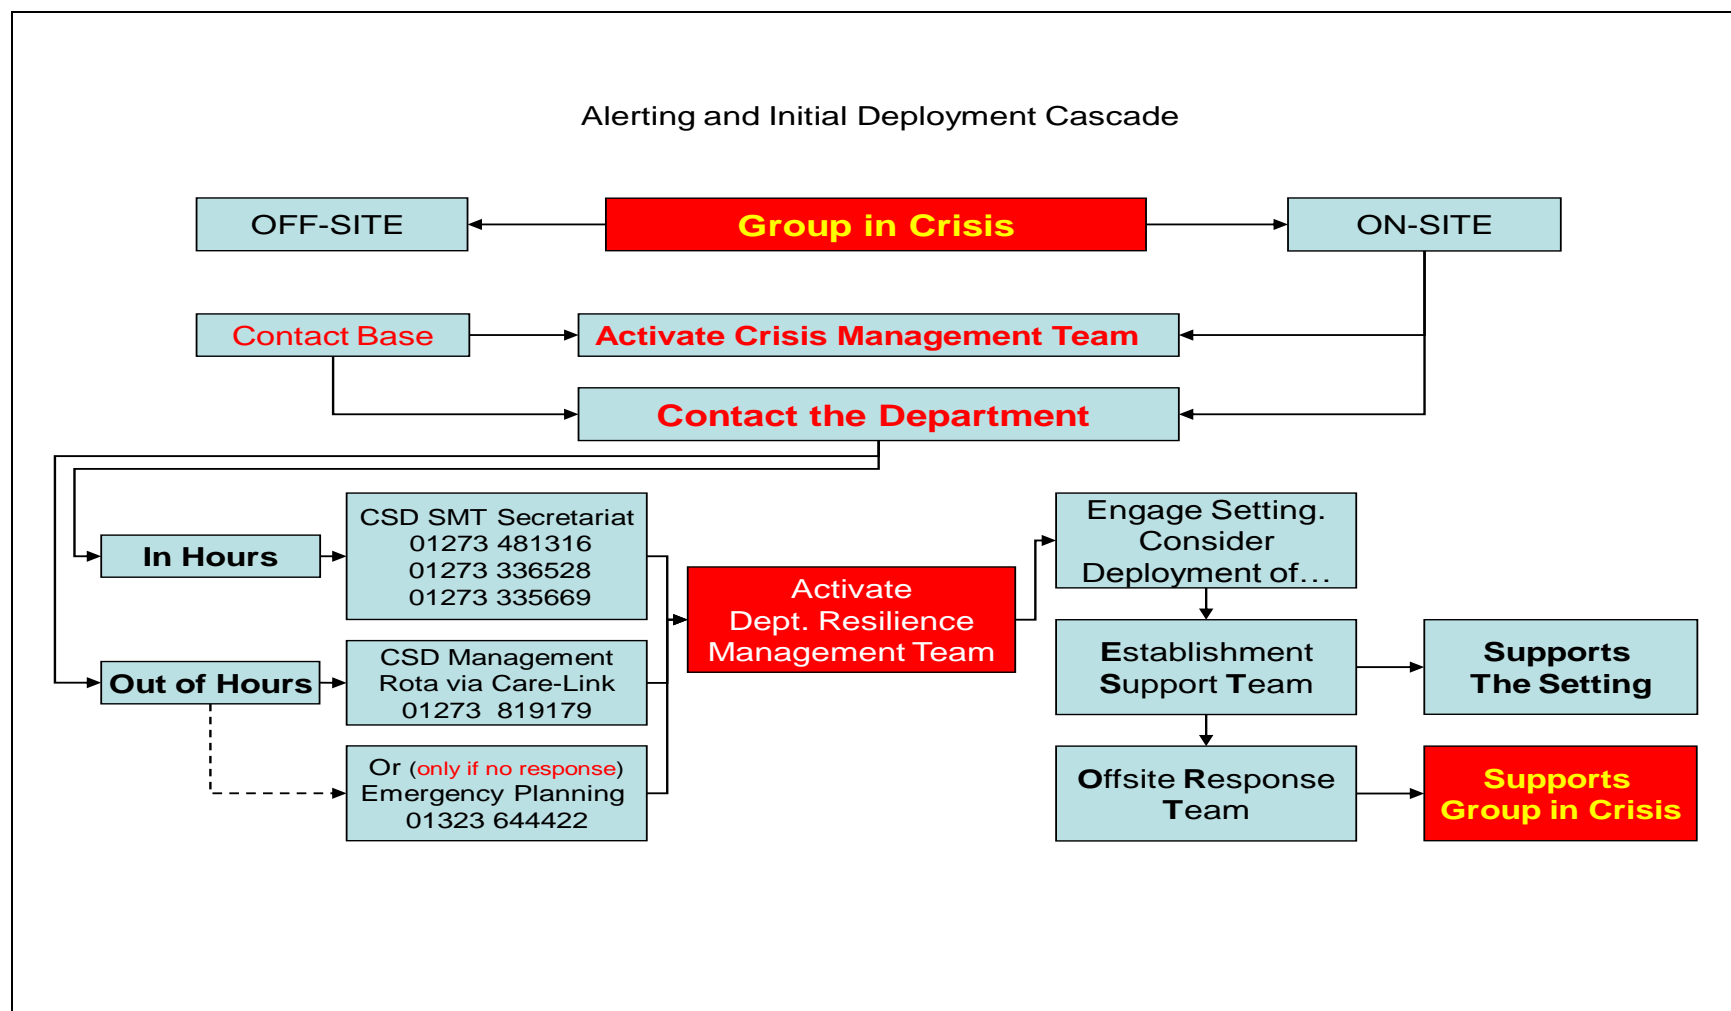 Alerting and Initial Deployment Cascade
OFF-SITE
Group in Crisis
ON-SITE
Contact Base
Activate Crisis Management Team
Contact the Department
In Hours
CSD SMT Secretariat
01273 481316
01273 336528
01273 335669
Out of Hours
CSD Management
Rota via Care-Link
01273 819179
Or (only if no response)
Emergency Planning
01323 644422
Activate
Dept. Resilience
Management Team
Engage Setting.
Consider
Deployment of…
Establishment
Support Team
Supports
The Setting
Offsite Response
Team
Supports
Group in Crisis